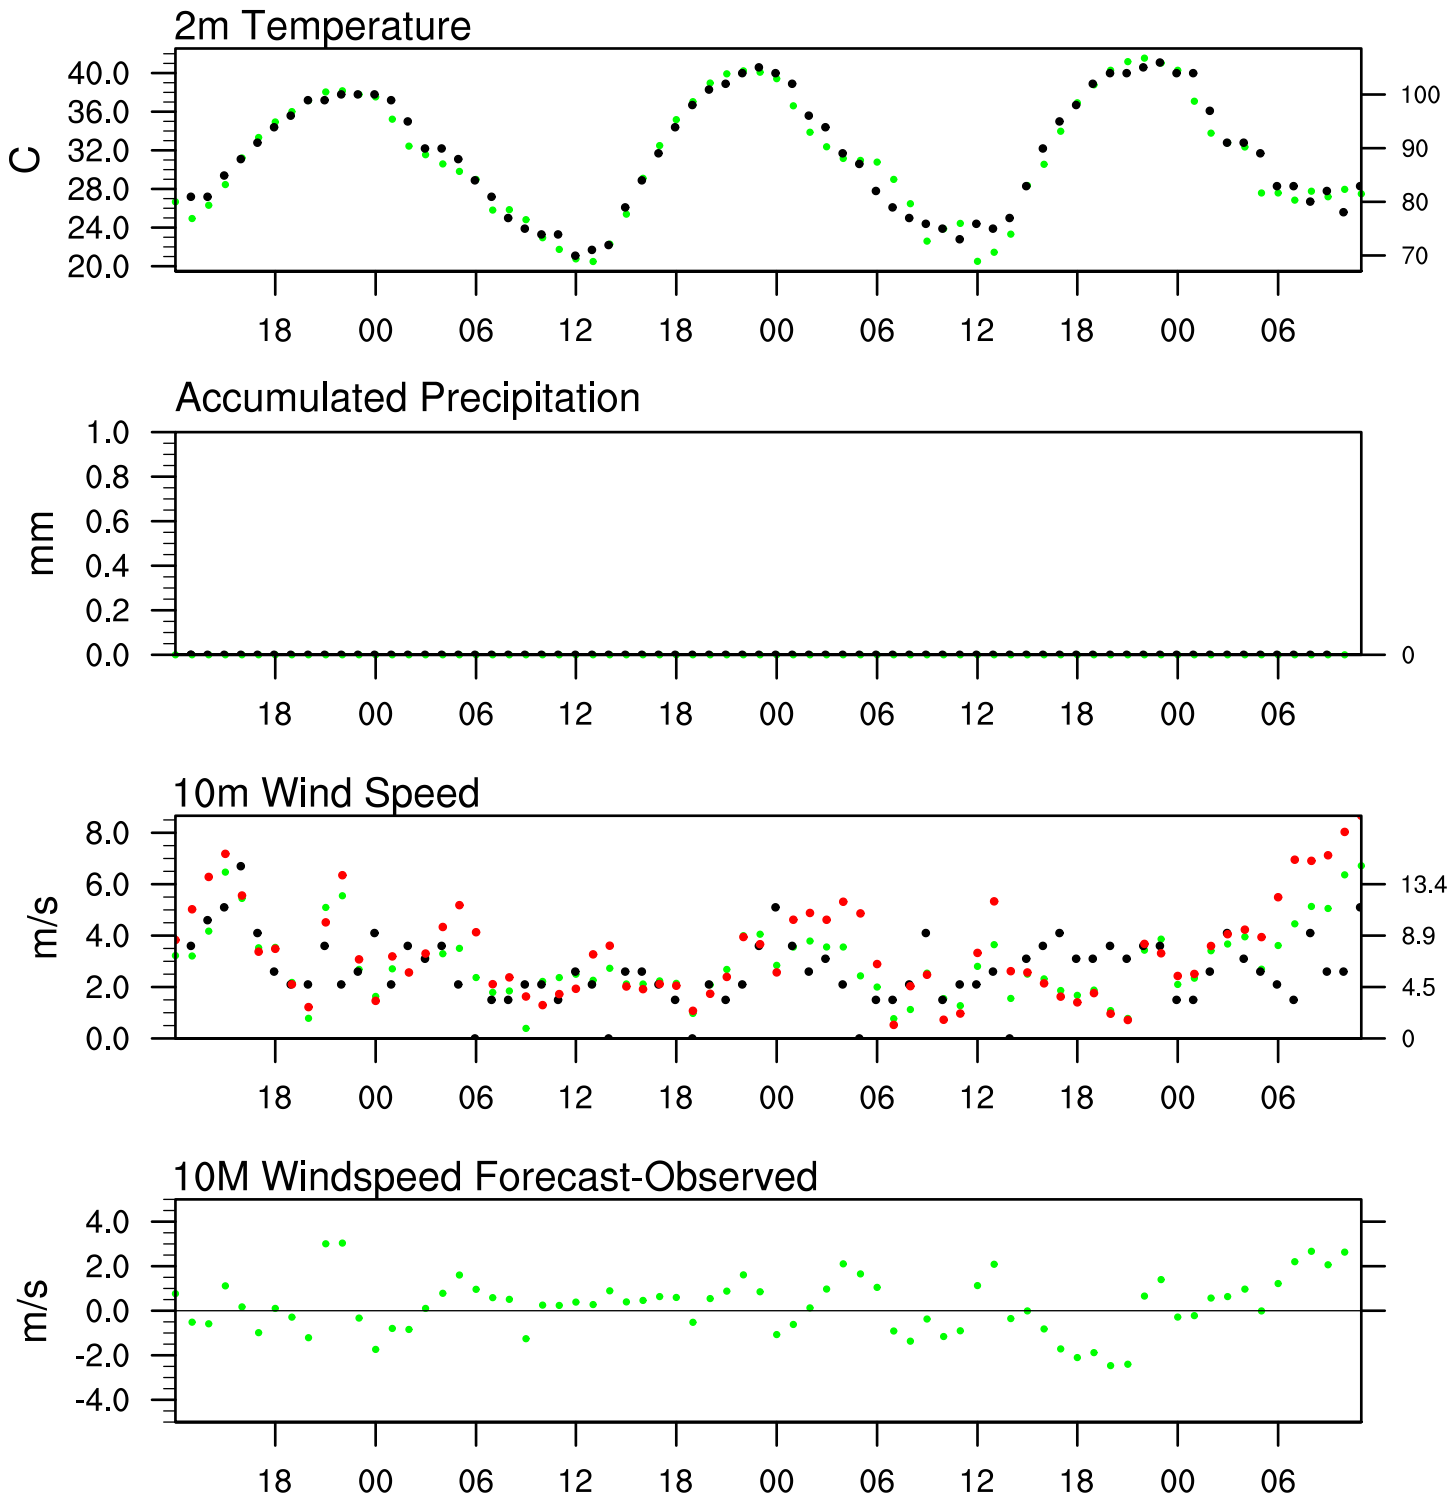 2m Temperature
40.0
36.0
32.0
28.0
24.0
20.0
C
100
90
80
70
18 00 06 12 18 00 06 12 18 00 06
Accumulated Precipitation
1.0
0.8
0.6
0.4
0.2
0.0
mm
0
18 00 06 12 18 00 06 12 18 00 06
10m Wind Speed
8.0
6.0
4.0
2.0
0.0
m/s
13.4
8.9
4.5
0
18 00 06 12 18 00 06 12 18 00 06
10M Windspeed Forecast-Observed
4.0
2.0
0.0
-2.0
-4.0
m/s
18 00 06 12 18 00 06 12 18 00 06